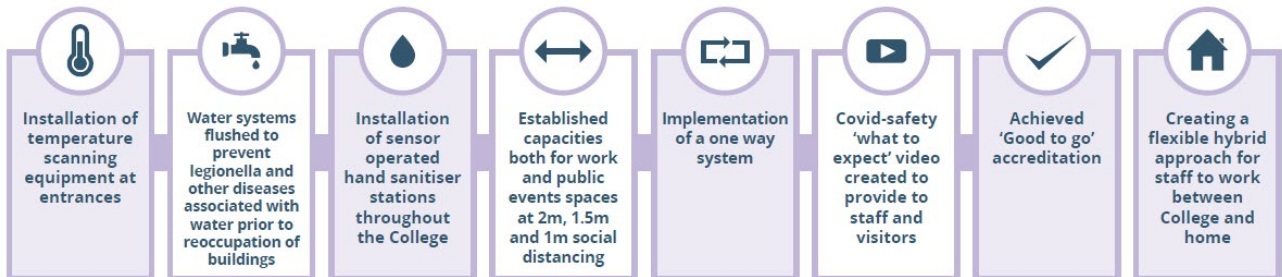 Installation of
temperature
scanning
equipment at
entrances
Water systems
flushed to
prevent
legionella and
other diseases
associated with
water prior to
reoccupation of
buildings
Installation
of sensor
operated
hand sanitiser
stations
throughout
the College
Established
capacities
both for work
and public
events spaces
at 2m, 1.5m
and 1m social
distancing
Implementation
of a one way
system
Covid-safety
‘what to
expect’ video
created to
provide to
staff and
visitors
Achieved
‘Good to go’
accreditation
Creating a
flexible hybrid
approach for
staff to work
between
College and
home